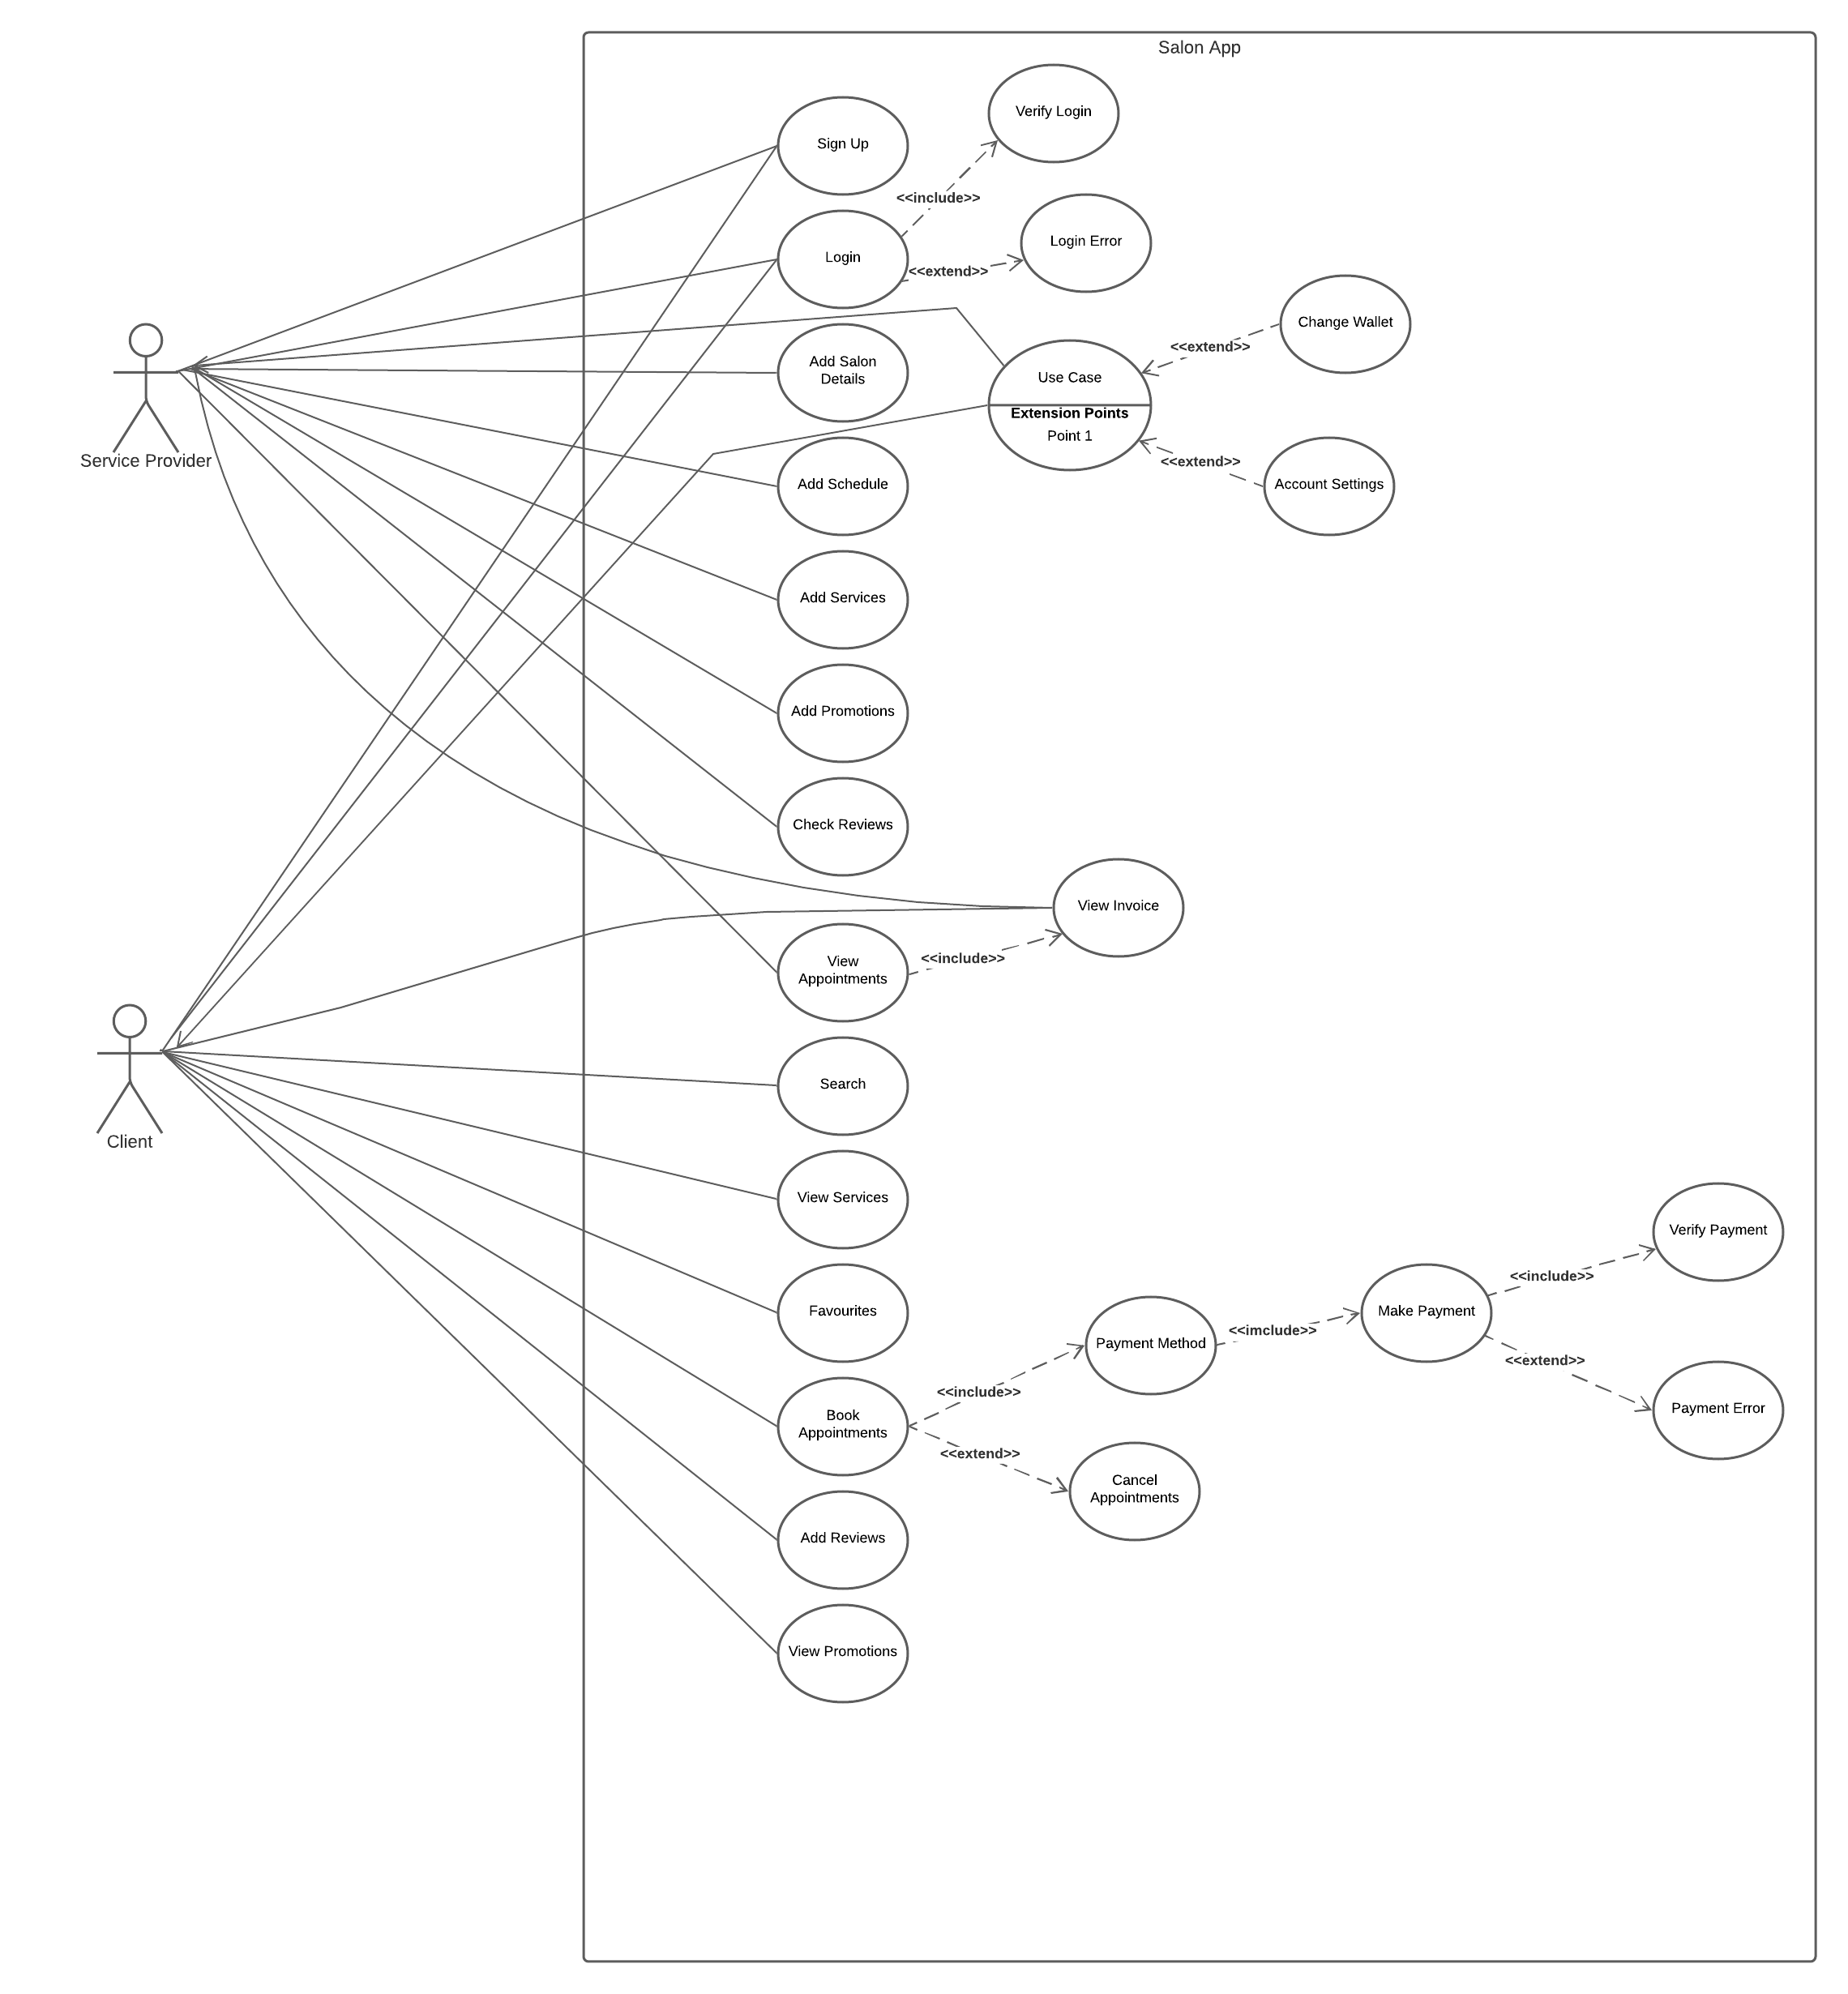 Salon App
Verify Login
Sign Up
<<include>>
Login Error
Login
<<extend>>
Change Wallet
<<extend>>
Add Salon
Details
Use Case
Extension Points
Point 1
Service Provider
<<extend>>
Account Settings
Add Schedule
Add Services
Add Promotions
Check Reviews
View Invoice
View
Appointments
<<include>>
Client
Search
View Services
Verify Payment
<<include>>
Favourites
Make Payment
<<imclude>>
Payment Method
<<extend>>
<<include>>
Payment Error
Book
Appointments
<<extend>>
Cancel
Appointments
Add Reviews
View Promotions